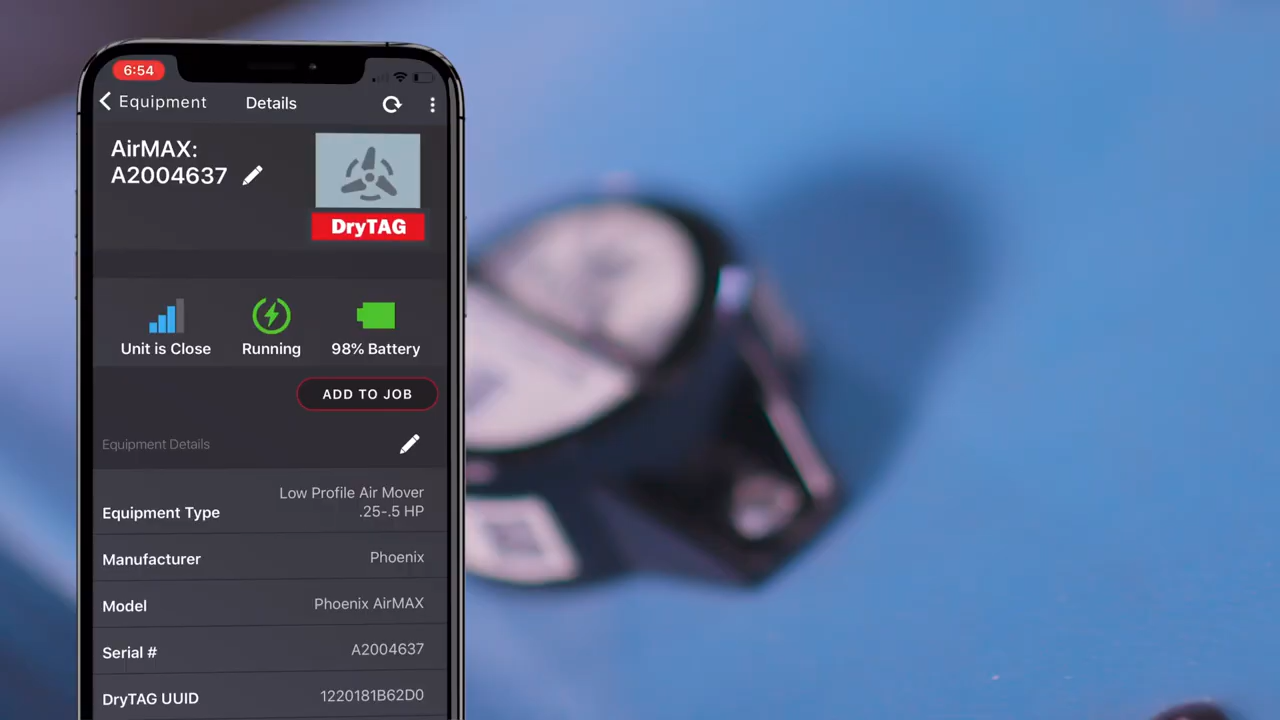 6:54
Equipment
Details
AirMAX:
A2004637
DryTAG
Unit is Close
Running
98% Battery
ADD TO JOB
Equipment Details
Equipment Type
Low Profile Air Mover
.25-.5 HP
Manufacturer
Phoenix
Model
Phoenix AirMAX
Serial #
A2004637
DryTAG UUID
1220181B62D0